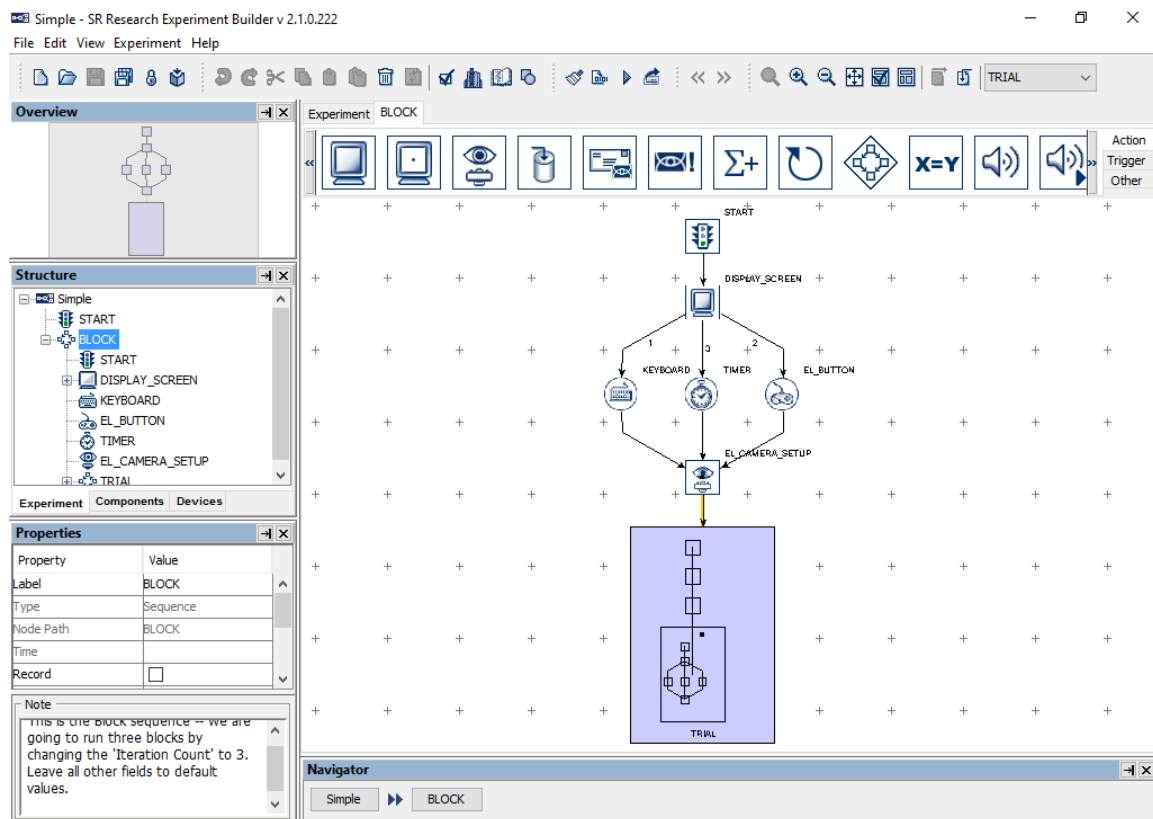 Simple - SR Research Experiment Builder v 2.1.0.222
File Edit View Experiment Help
TRIAL
Overview
Structure
Simple
START
BLOCK
START
DISPLAY_SCREEN
KEYBOARD
EL_BUTTON
TIMER
EL_CAMERA_SETUP
TRIAL
Experiment Components Devices
Properties
Property Value
Label BLOCK
Type Sequence
Node Path BLOCK
Time
Record
Note
This is the Block sequence -- We are
going to run three blocks by
changing the 'Iteration Count' to 3.
Leave all other fields to default
values.
Experiment BLOCK
Σ+ X=Y
Action
Trigger
Other
START
DISPLAY_SCREEN
1 3 2
KEYBOARD TIMER EL_BUTTON
EL_CAMERA_SETUP
TRIAL
Navigator
Simple BLOCK